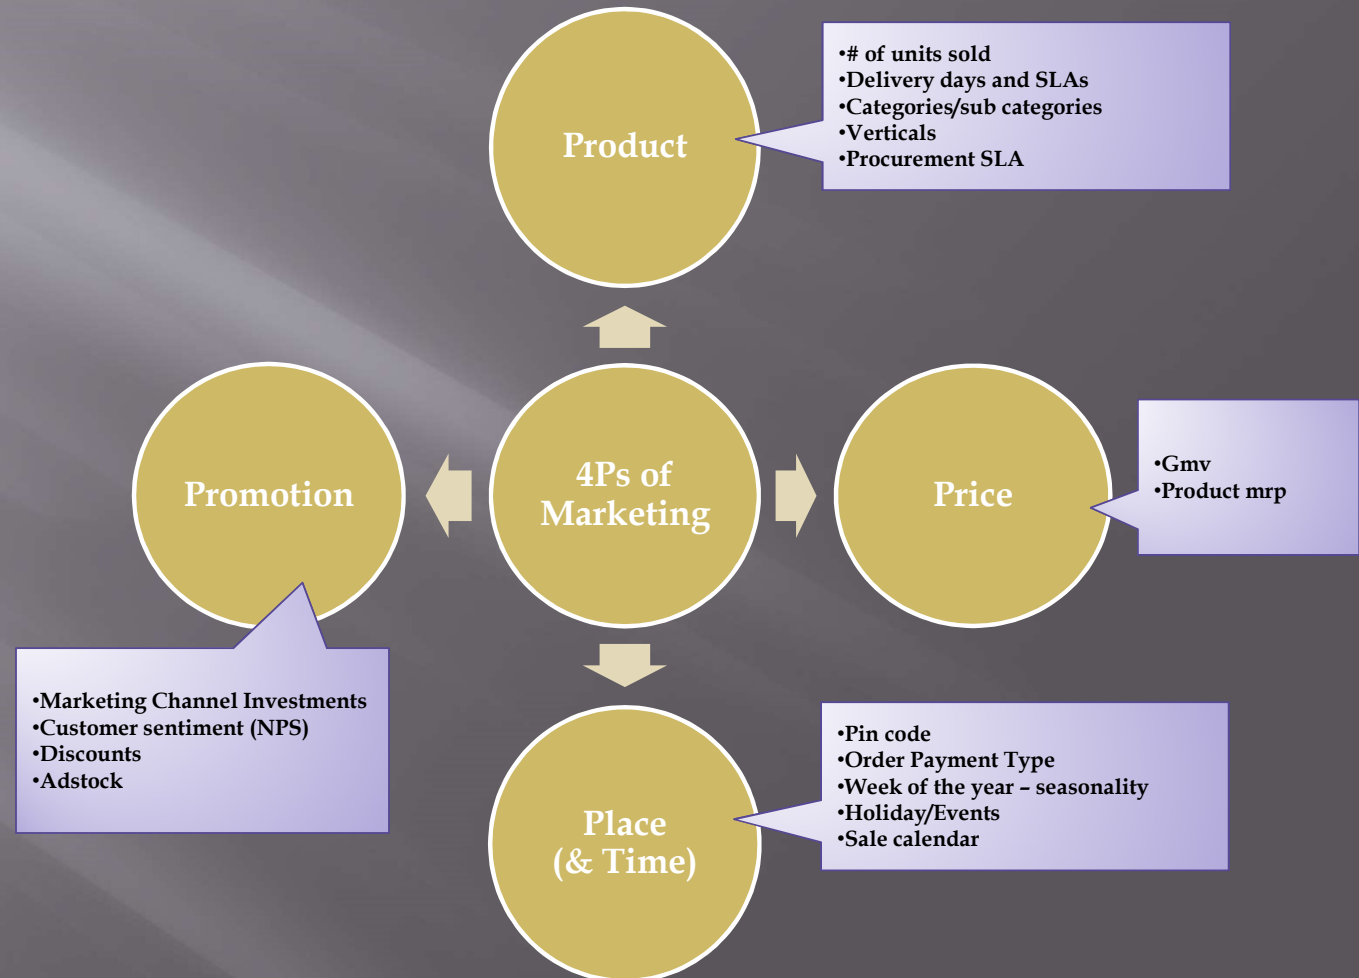 Product
•# of units sold
•Delivery days and SLAs
•Categories/sub categories
•Verticals
•Procurement SLA
Promotion
4Ps of
Marketing
Price
•Gmv
•Product mrp
•Marketing Channel Investments
•Customer sentiment (NPS)
•Discounts
•Adstock
Place
(& Time)
•Pin code
•Order Payment Type
•Week of the year – seasonality
•Holiday/Events
•Sale calendar